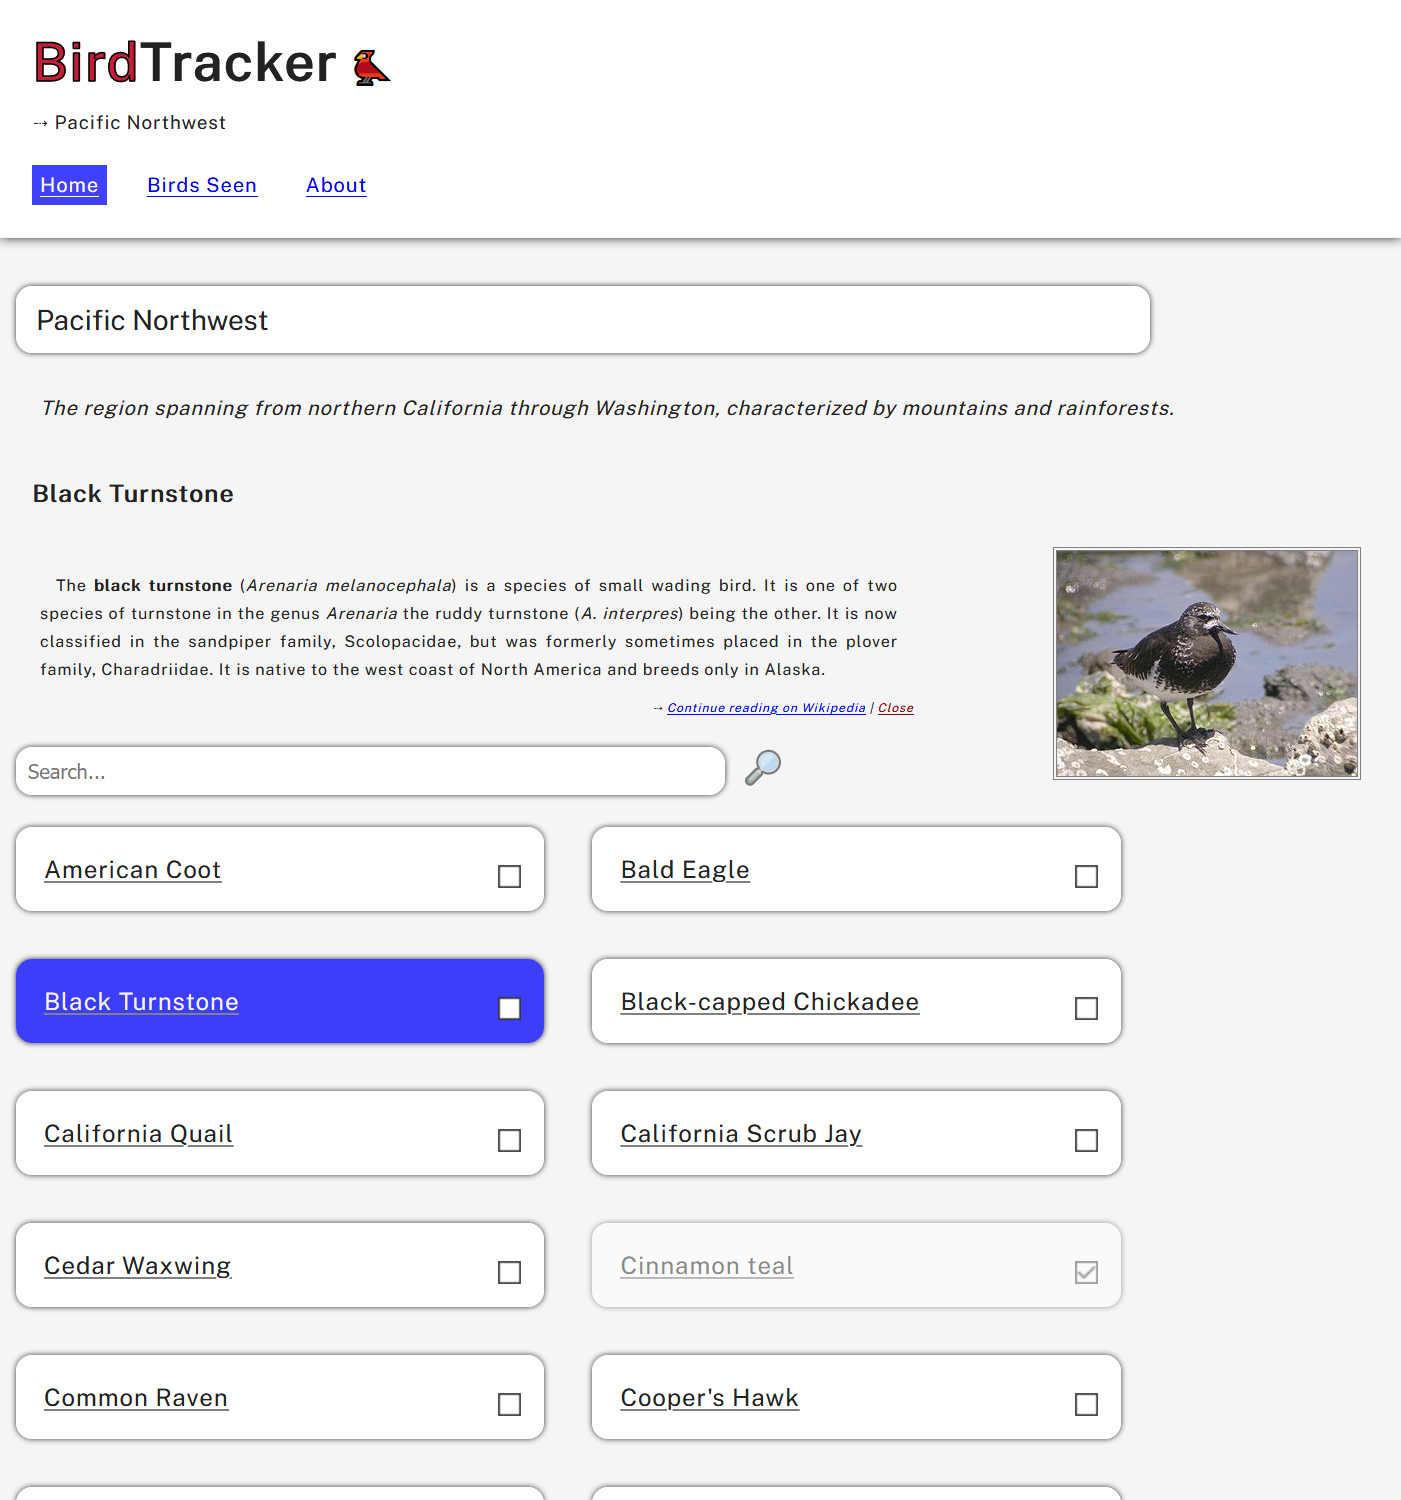 BirdTracker
⤍ Pacific Northwest
Home Birds Seen About
Pacific Northwest
The region spanning from northern California through Washington, characterized by mountains and rainforests.
Black Turnstone
The black turnstone (Arenaria melanocephala) is a species of small wading bird. It is one of two
species of turnstone in the genus Arenaria the ruddy turnstone (A. interpres) being the other. It is now
classified in the sandpiper family, Scolopacidae, but was formerly sometimes placed in the plover
family, Charadriidae. It is native to the west coast of North America and breeds only in Alaska.
⤍ Continue reading on Wikipedia | Close
Search...
American Coot
Bald Eagle
Black Turnstone
Black-capped Chickadee
California Quail
California Scrub Jay
Cedar Waxwing
Cinnamon teal
Common Raven
Cooper's Hawk